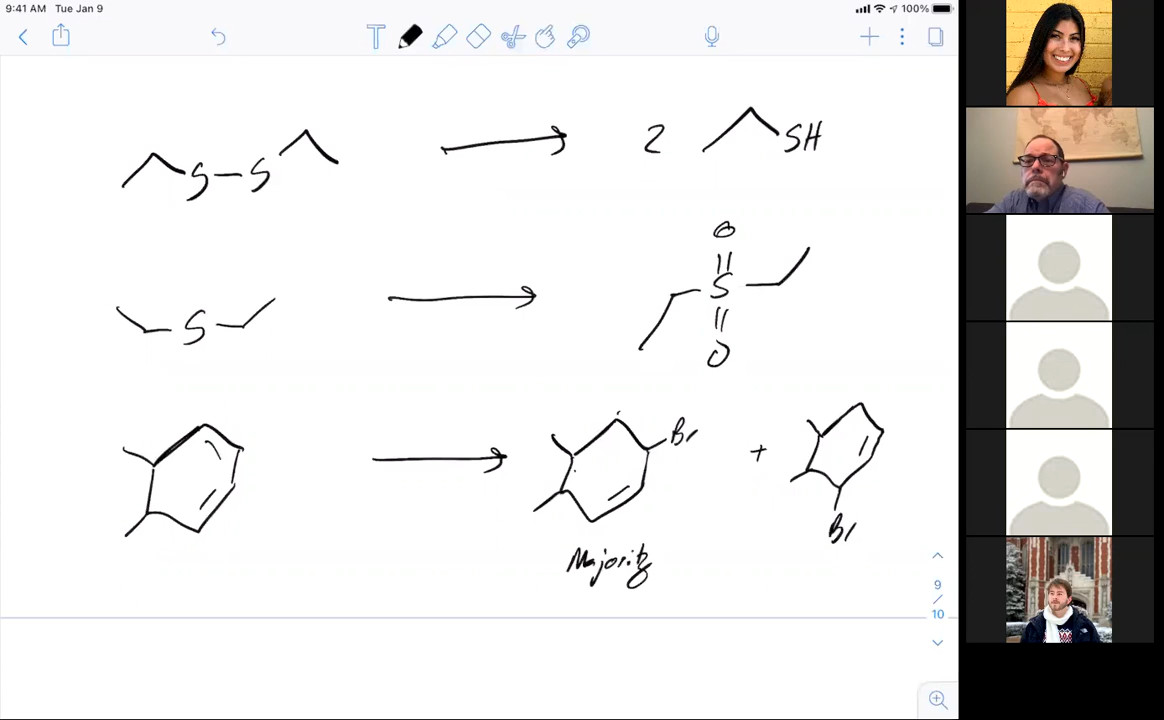 9:41 AM Tue Jan 9
100%
T
S-S → 2 SH
O
S → S
O
Br
+
Br
Majority
9
/
10